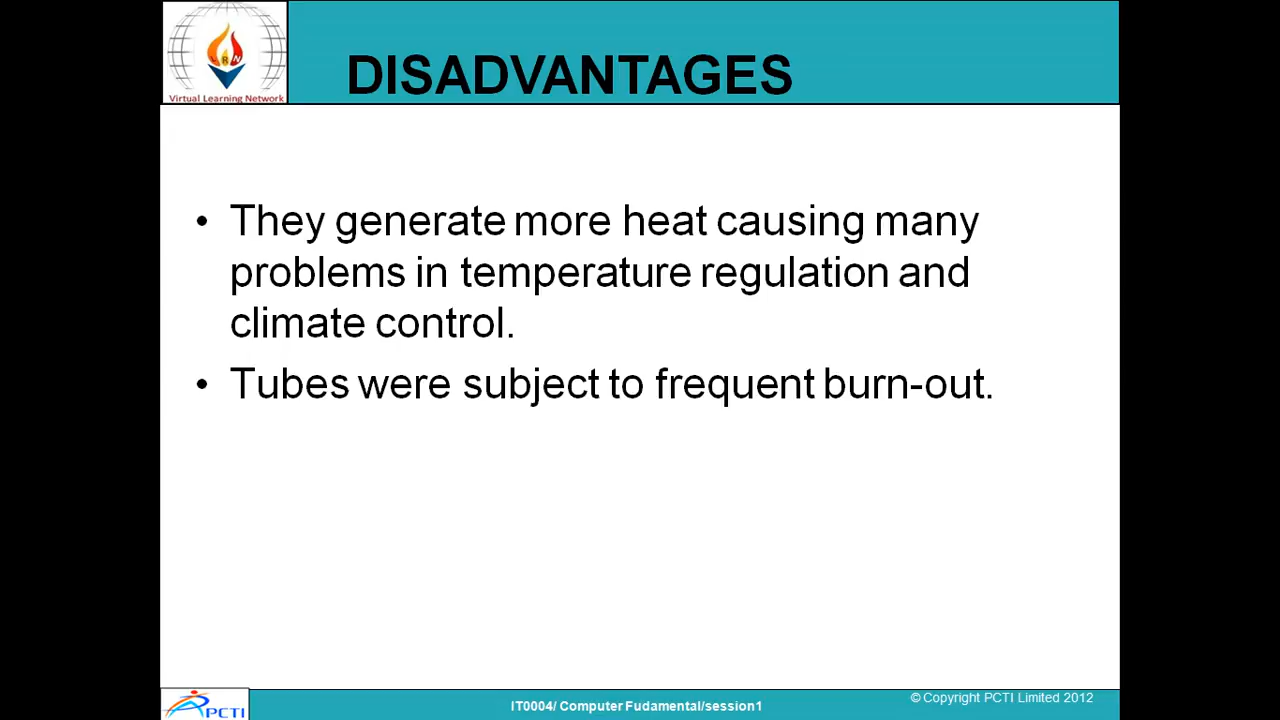 VLRN
Virtual Learning Network
DISADVANTAGES
• They generate more heat causing many
problems in temperature regulation and
climate control.
• Tubes were subject to frequent burn-out.
PCTI
IT0004/ Computer Fudamental/session1
© Copyright PCTI Limited 2012